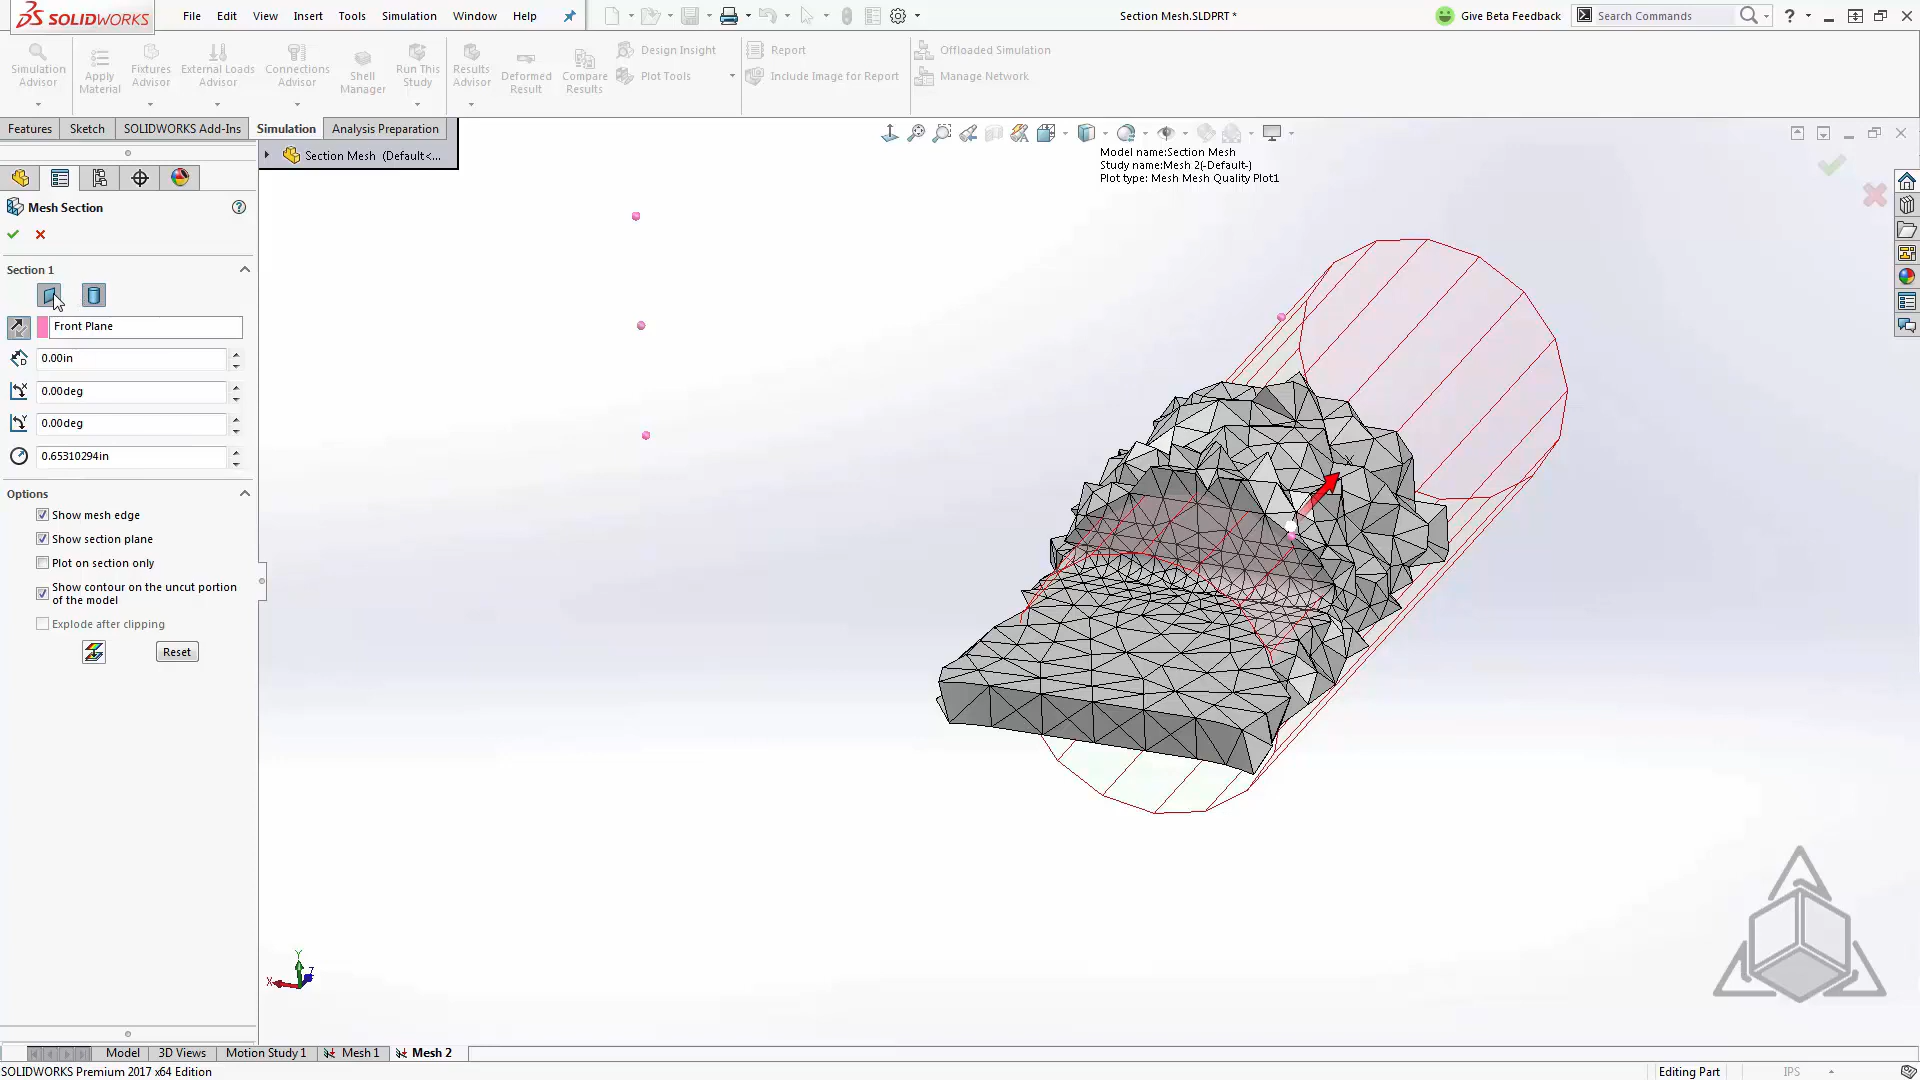 SOLIDWORKS
File Edit View Insert Tools Simulation Window Help
Section Mesh.SLDPRT *
Give Beta Feedback
Search Commands
?
Simulation Advisor
Apply Material
Fixtures Advisor
External Loads Advisor
Connections Advisor
Shell Manager
Run This Study
Results Advisor
Deformed Result
Compare Results
Design Insight
Plot Tools
Report
Include Image for Report
Offloaded Simulation
Manage Network
Features Sketch SOLIDWORKS Add-Ins Simulation Analysis Preparation
Section Mesh (Default<...
Model name:Section Mesh
Study name:Mesh 2(-Default-)
Plot type: Mesh Mesh Quality Plot1
Mesh Section
?
Section 1
Front Plane
0.00in
0.00deg
0.00deg
0.65310294in
Options
Show mesh edge
Show section plane
Plot on section only
Show contour on the uncut portion
of the model
Explode after clipping
Reset
X
Y
Z
X
Model 3D Views Motion Study 1 Mesh 1 Mesh 2
SOLIDWORKS Premium 2017 x64 Edition
Editing Part
IPS